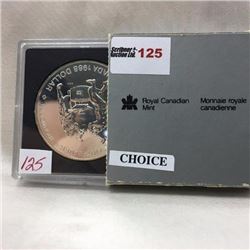 Scribner
Auction Ltd. 125
Royal Canadian Mint
Monnaie royale canadienne
CHOICE
CANADA 1988 DOLLAR
125